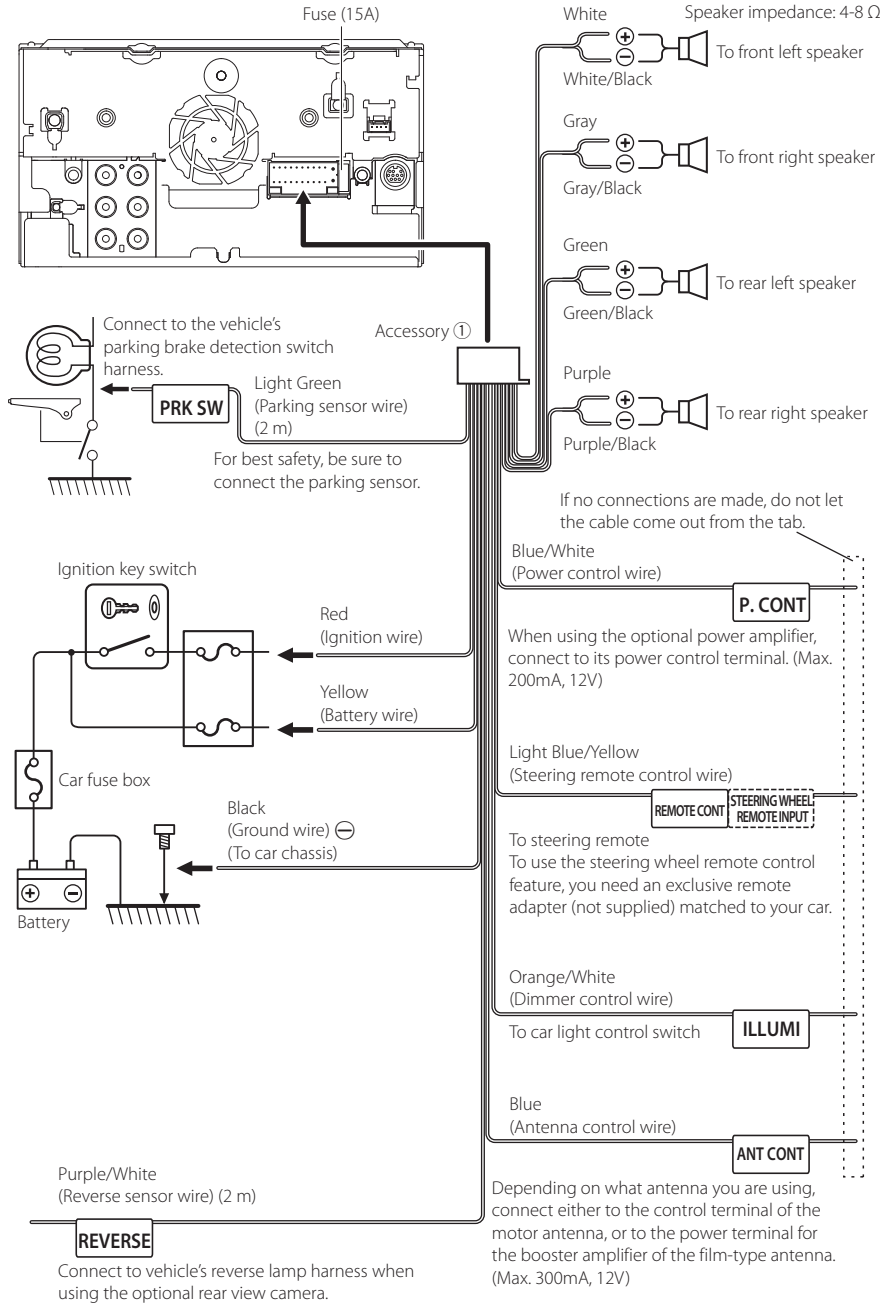 Fuse (15A)
White
Speaker impedance: 4-8 Ω
⊕
To front left speaker
⊖
White/Black
Gray
⊕
To front right speaker
⊖
Gray/Black
Green
⊕
To rear left speaker
⊖
Green/Black
Purple
⊕
To rear right speaker
⊖
Purple/Black
Accessory ①
Connect to the vehicle’s
parking brake detection switch
harness.
Light Green
(Parking sensor wire)
(2 m)
PRK SW
For best safety, be sure to
connect the parking sensor.
If no connections are made, do not let
the cable come out from the tab.
Blue/White
(Power control wire)
P. CONT
When using the optional power amplifier,
connect to its power control terminal. (Max.
200mA, 12V)
Ignition key switch
Red
(Ignition wire)
Yellow
(Battery wire)
Car fuse box
Light Blue/Yellow
(Steering remote control wire)
REMOTE CONT
STEERING WHEEL
REMOTE INPUT
To steering remote
To use the steering wheel remote control
feature, you need an exclusive remote
adapter (not supplied) matched to your car.
Black
(Ground wire) ⊖
(To car chassis)
⊕ ⊖
Battery
Orange/White
(Dimmer control wire)
To car light control switch
ILLUMI
Blue
(Antenna control wire)
ANT CONT
Depending on what antenna you are using,
connect either to the control terminal of the
motor antenna, or to the power terminal for
the booster amplifier of the film-type antenna.
(Max. 300mA, 12V)
Purple/White
(Reverse sensor wire) (2 m)
REVERSE
Connect to vehicle’s reverse lamp harness when
using the optional rear view camera.